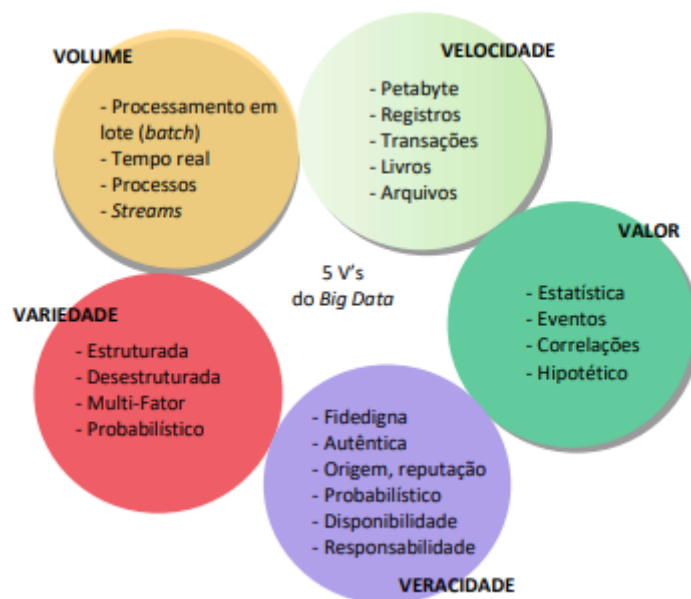 VOLUME
- Processamento em
lote (batch)
- Tempo real
- Processos
- Streams
VELOCIDADE
- Petabyte
- Registros
- Transações
- Livros
- Arquivos
VALOR
- Estatística
- Eventos
- Correlações
- Hipotético
5 V's
do Big Data
VARIEDADE
- Estruturada
- Desestruturada
- Multi-Fator
- Probabilístico
- Fidedigna
- Autêntica
- Origem, reputação
- Probabilístico
- Disponibilidade
- Responsabilidade
VERACIDADE